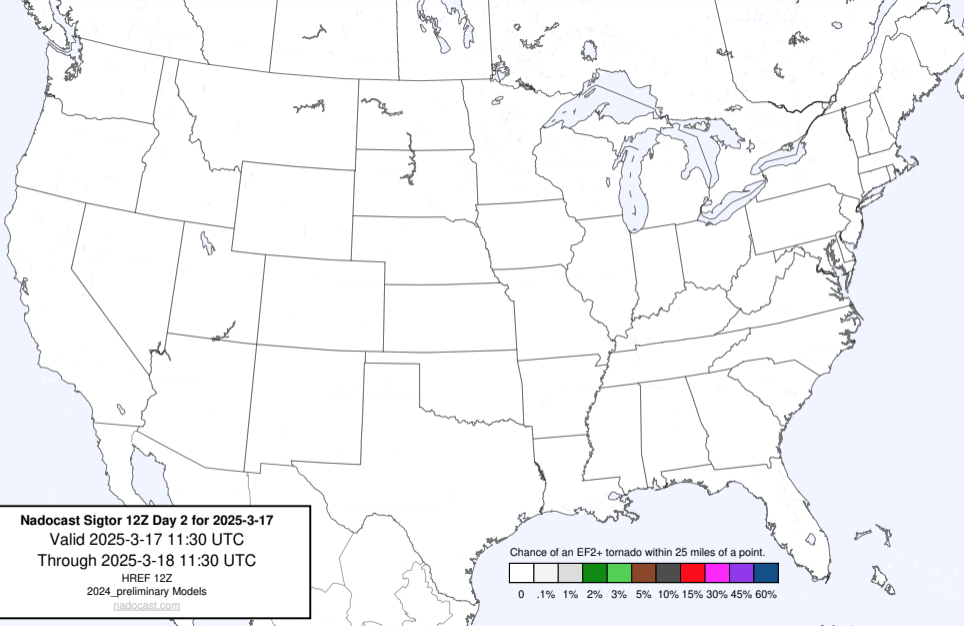 Nadocast Sigtor 12Z Day 2 for 2025-3-17
Valid 2025-3-17 11:30 UTC
Through 2025-3-18 11:30 UTC
HREF 12Z
2024_preliminary Models
nadocast.com
Chance of an EF2+ tornado within 25 miles of a point.
0 .1% 1% 2% 3% 5% 10% 15% 30% 45% 60%